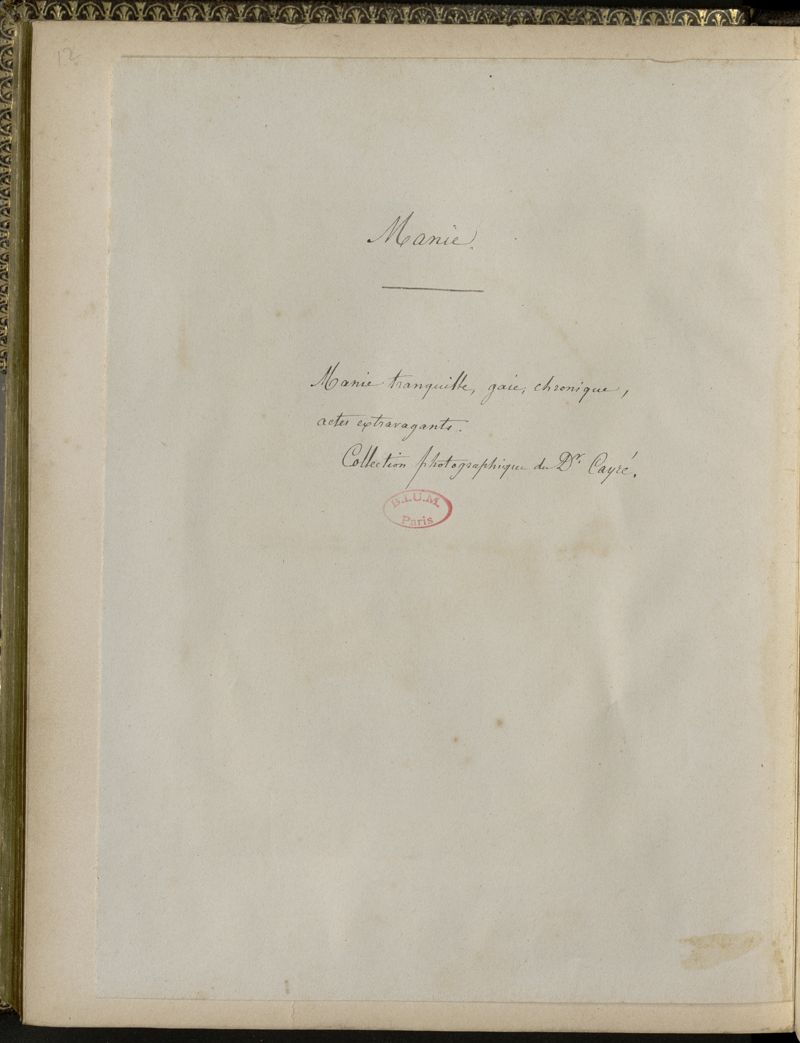 12
Manie.
Manie tranquille, gaie, chronique,
actes extravagants.
Collection photographique du Dr. Cayré.
B.I.U.M.
Paris